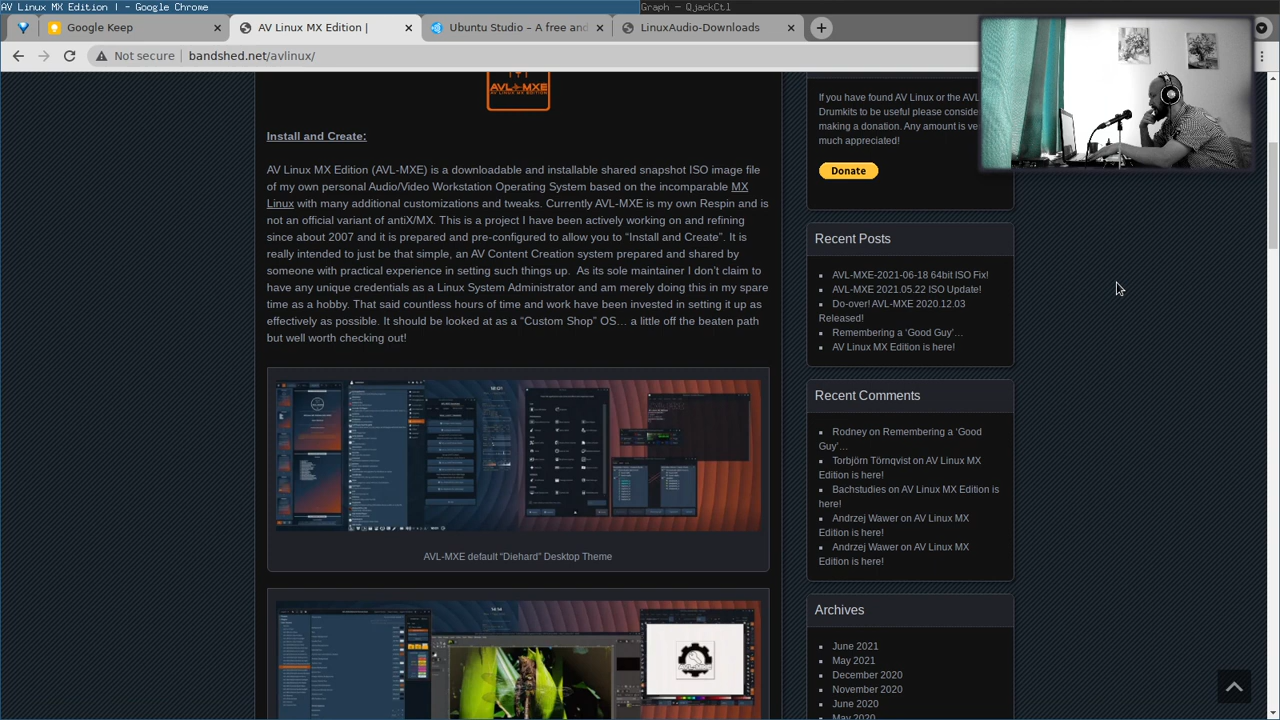 AV Linux MX Edition | - Google Chrome
Graph - QjackCtl
Google Keep
AV Linux MX Edition |
Ubuntu Studio – A free and
LinuxAudio-Downloads
Not secure
bandshed.net/avlinux/
AVL-MXE
AV LINUX MX EDITION
Install and Create:
AV Linux MX Edition (AVL-MXE) is a downloadable and installable shared snapshot ISO image file
of my own personal Audio/Video Workstation Operating System based on the incomparable MX
Linux with many additional customizations and tweaks. Currently AVL-MXE is my own Respin and is
not an official variant of antiX/MX. This is a project I have been actively working on and refining
since about 2007 and it is prepared and pre-configured to allow you to “Install and Create”. It is
really intended to just be that simple, an AV Content Creation system prepared and shared by
someone with practical experience in setting such things up. As its sole maintainer I don’t claim to
have any unique credentials as a Linux System Administrator and am merely doing this in my spare
time as a hobby. That said countless hours of time and work have been invested in setting it up as
effectively as possible. It should be looked at as a “Custom Shop” OS… a little off the beaten path
but well worth checking out!
AVL-MXE default “Diehard” Desktop Theme
If you have found AV Linux or the AVL
Drumkits to be useful please conside
making a donation. Any amount is ve
much appreciated!
Donate
Recent Posts
AVL-MXE-2021-06-18 64bit ISO Fix!
AVL-MXE 2021.05.22 ISO Update!
Do-over! AVL-MXE 2020.12.03
Released!
Remembering a ‘Good Guy’…
AV Linux MX Edition is here!
Recent Comments
Rodney on Remembering a ‘Good
Guy’…
Torbjörn Törnqvist on AV Linux MX
Edition is here!
Bachstudies on AV Linux MX Edition is
here!
Andrzej Wawer on AV Linux MX
Edition is here!
Andrzej Wawer on AV Linux MX
Edition is here!
Archives
June 2021
May 2021
December 2020
November 2020
June 2020
May 2020